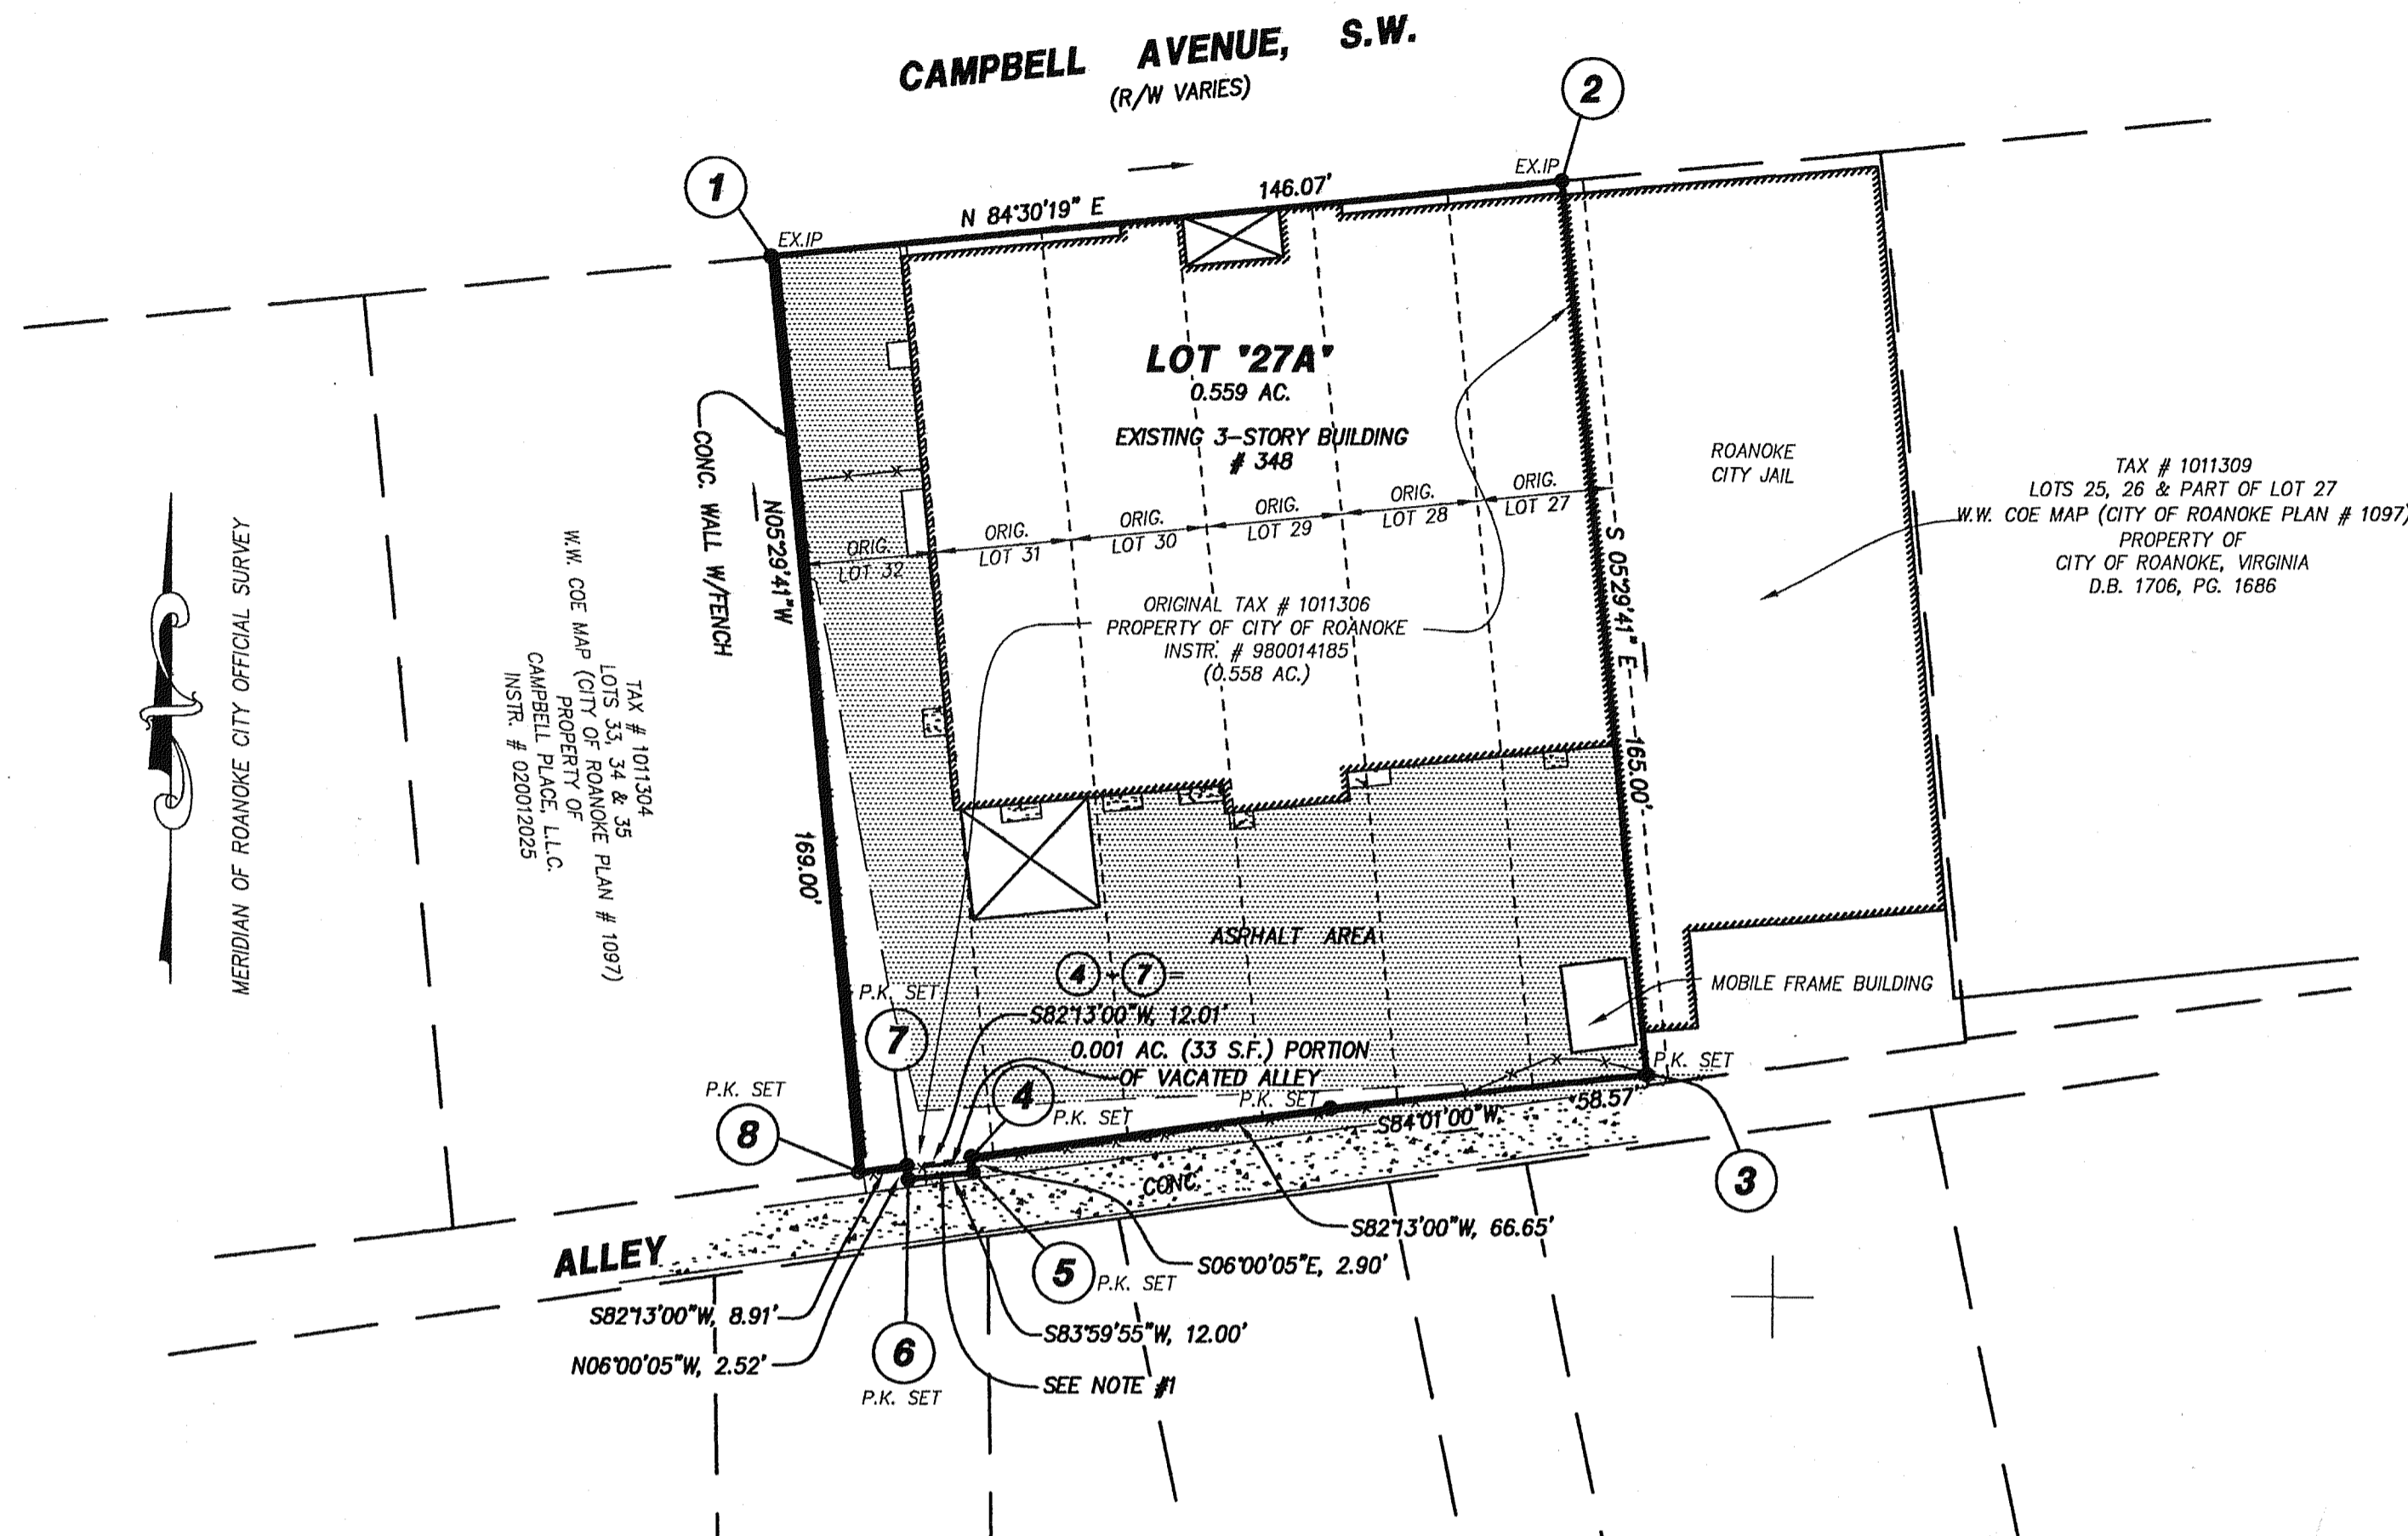 CAMPBELL AVENUE, S.W.
(R/W VARIES)
1
2
EX.IP
EX.IP
N 84°30'19" E
146.07'
LOT "27A"
0.559 AC.
EXISTING 3-STORY BUILDING
# 348
ROANOKE
CITY JAIL
TAX # 1011309
LOTS 25, 26 & PART OF LOT 27
W.W. COE MAP (CITY OF ROANOKE PLAN # 1097)
PROPERTY OF
CITY OF ROANOKE, VIRGINIA
D.B. 1706, PG. 1686
CONC. WALL W/FENCH
N05°29'41"W
169.00'
ORIG.
LOT 32
ORIG.
LOT 31
ORIG.
LOT 30
ORIG.
LOT 29
ORIG.
LOT 28
ORIG.
LOT 27
S 05°29'41" E
165.00'
ORIGINAL TAX # 1011306
PROPERTY OF CITY OF ROANOKE
INSTR. # 980014185
(0.558 AC.)
MERIDIAN OF ROANOKE CITY OFFICIAL SURVEY
TAX # 1011304
LOTS 33, 34 & 35
W.W. COE MAP (CITY OF ROANOKE PLAN # 1097)
PROPERTY OF
CAMPBELL PLACE, L.L.C.
INSTR. # 020012025
ASPHALT AREA
4 - 7 =
S82°13'00"W, 12.01'
0.001 AC. (33 S.F.) PORTION
OF VACATED ALLEY
MOBILE FRAME BUILDING
P.K. SET
7
4
P.K. SET
P.K. SET
P.K. SET
P.K. SET
8
3
S84°01'00"W,
58.57'
CONC.
ALLEY
S82°13'00"W, 66.65'
S06°00'05"E, 2.90'
5
P.K. SET
S82°13'00"W, 8.91'
S83°59'55"W, 12.00'
N06°00'05"W, 2.52'
6
P.K. SET
SEE NOTE #1